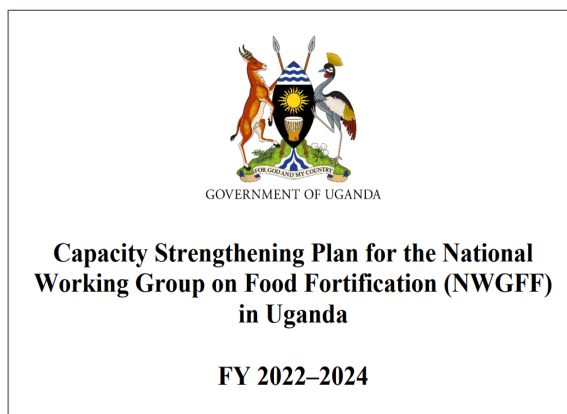 FOR GOD AND MY COUNTRY
GOVERNMENT OF UGANDA
Capacity Strengthening Plan for the National
Working Group on Food Fortification (NWGFF)
in Uganda
FY 2022–2024